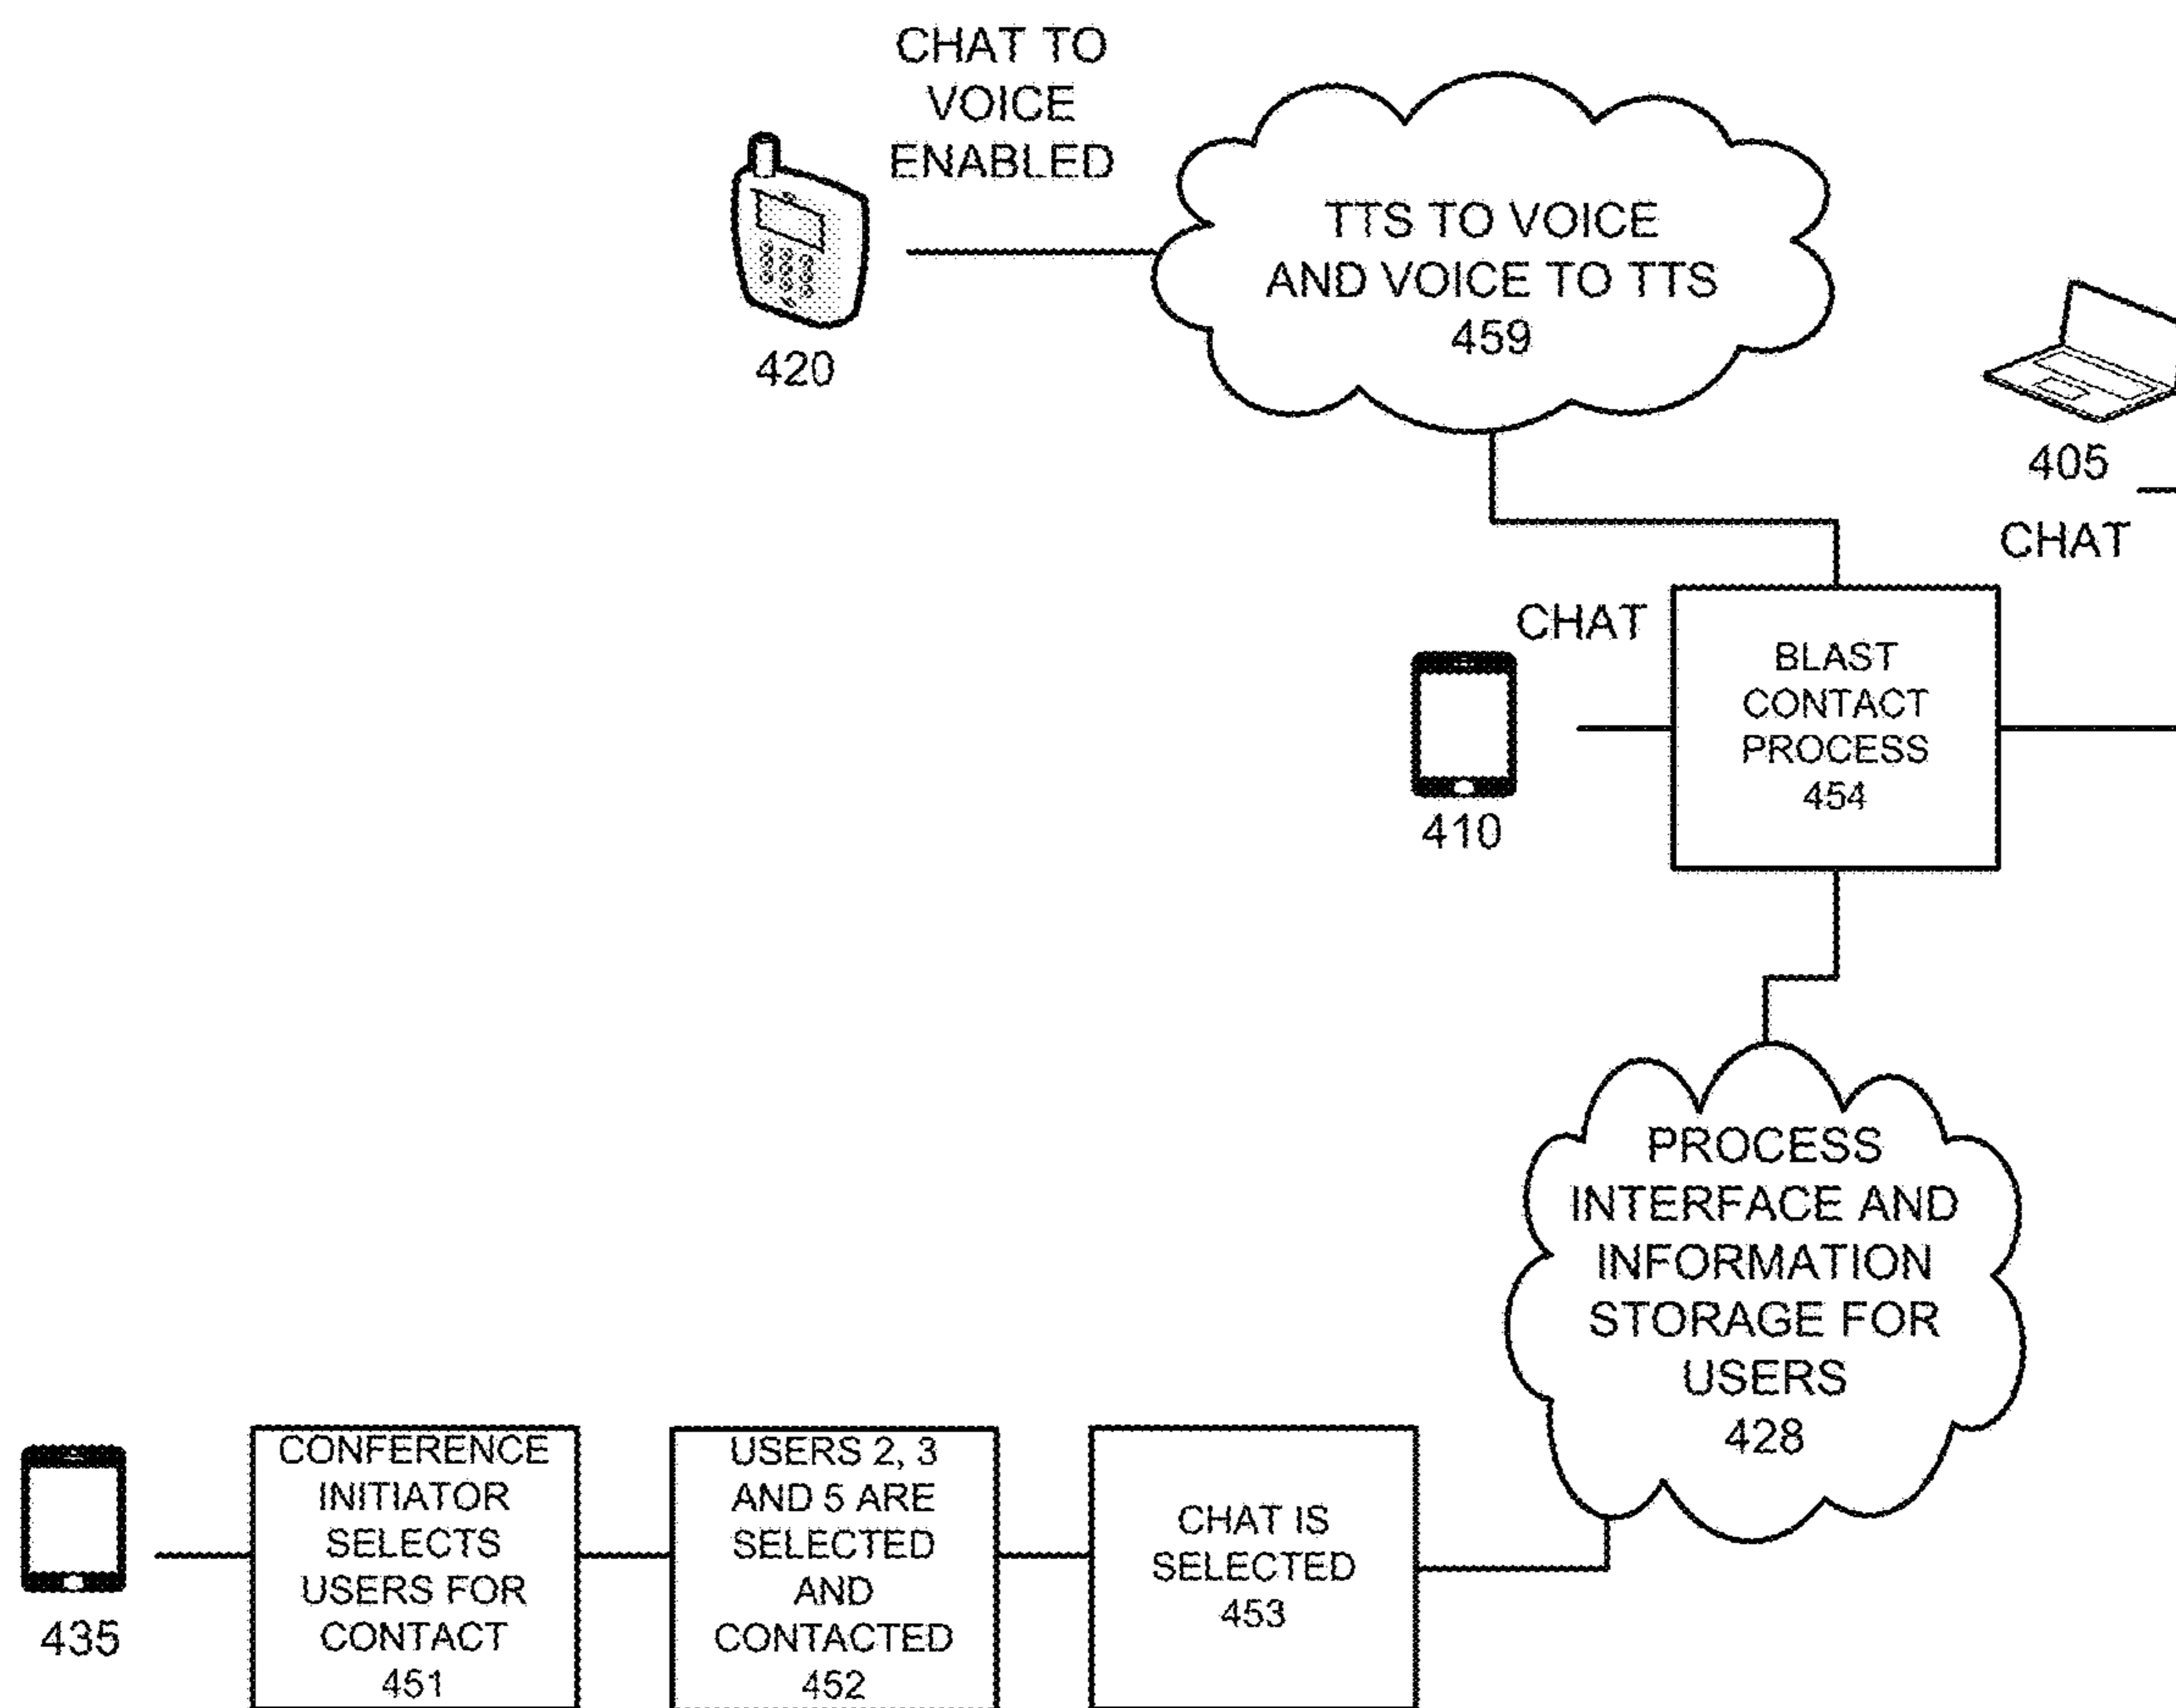 CHAT TO
VOICE
ENABLED
420
TTS TO VOICE
AND VOICE TO TTS
459
405
CHAT
CHAT
410
BLAST
CONTACT
PROCESS
454
PROCESS
INTERFACE AND
INFORMATION
STORAGE FOR
USERS
428
435
CONFERENCE
INITIATOR
SELECTS
USERS FOR
CONTACT
451
USERS 2, 3
AND 5 ARE
SELECTED
AND
CONTACTED
452
CHAT IS
SELECTED
453